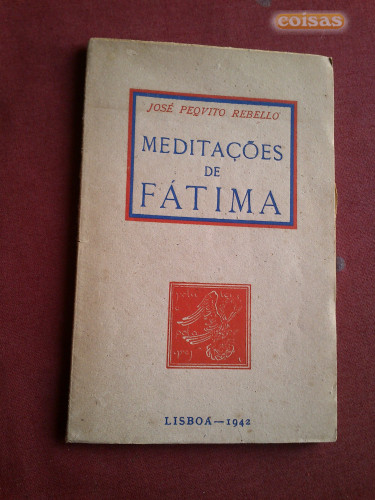 coisas
JOSÉ PEQVITO REBELLO
MEDITAÇÕES
DE
FÁTIMA
LISBOA—1942